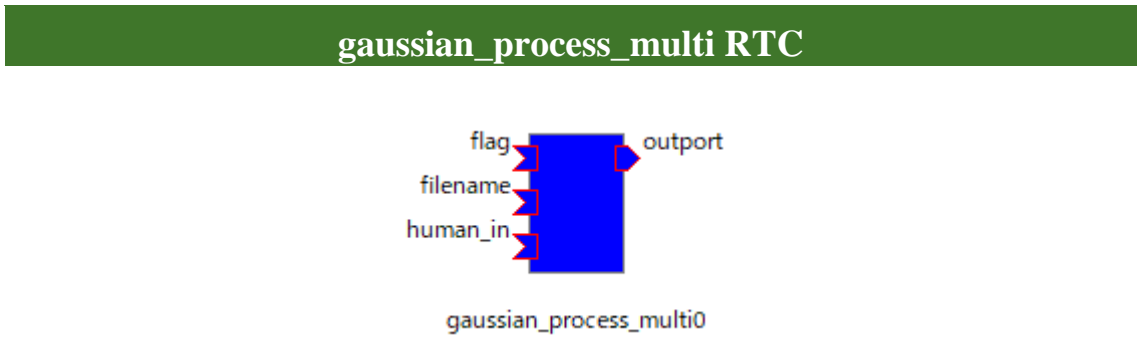 gaussian_process_multi RTC
flag
outport
filename
human_in
gaussian_process_multi0